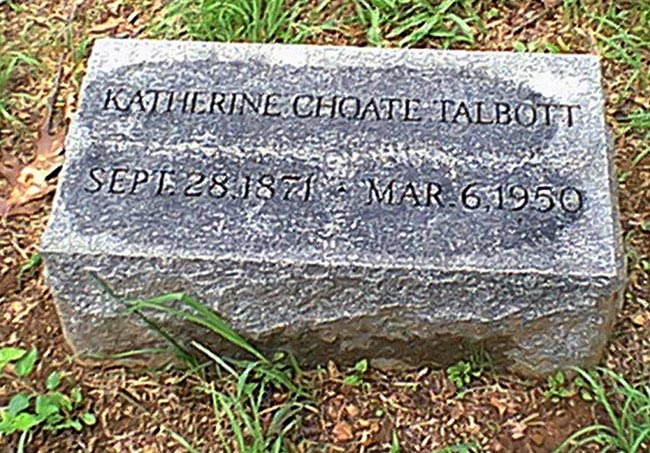 KATHERINE CHOATE TALBOTT
SEPT. 28, 1871 · MAR. 6, 1950